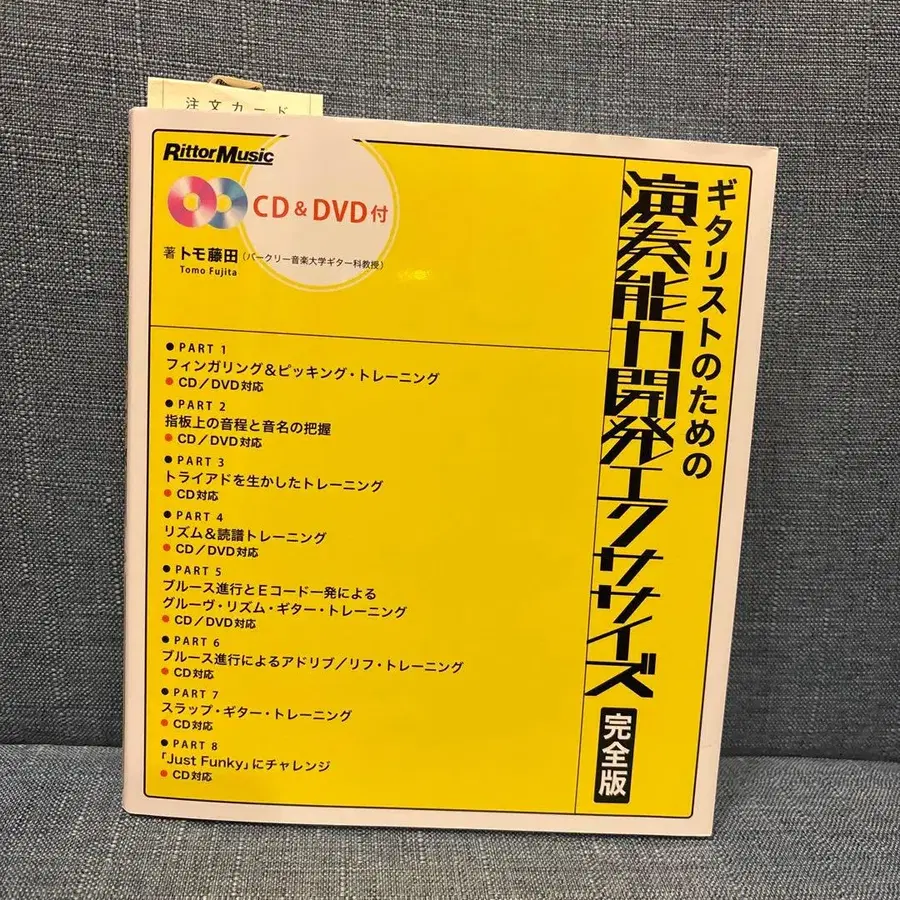 注文カード
RittorMusic
CD & DVD付
著 トモ藤田（バークリー音楽大学ギター科教授）
Tomo Fujita
ギタリストのための
演奏能力開発エクササイズ
完全版
● PART 1
フィンガリング＆ピッキング・トレーニング
● CD／DVD対応
● PART 2
指板上の音程と音名の把握
● CD／DVD対応
● PART 3
トライアドを生かしたトレーニング
● CD対応
● PART 4
リズム＆読譜トレーニング
● CD／DVD対応
● PART 5
ブルース進行とEコード一発による
グルーヴ・リズム・ギター・トレーニング
● CD／DVD対応
● PART 6
ブルース進行によるアドリブ／リフ・トレーニング
● CD対応
● PART 7
スラップ・ギター・トレーニング
● CD対応
● PART 8
「Just Funky」にチャレンジ
● CD対応